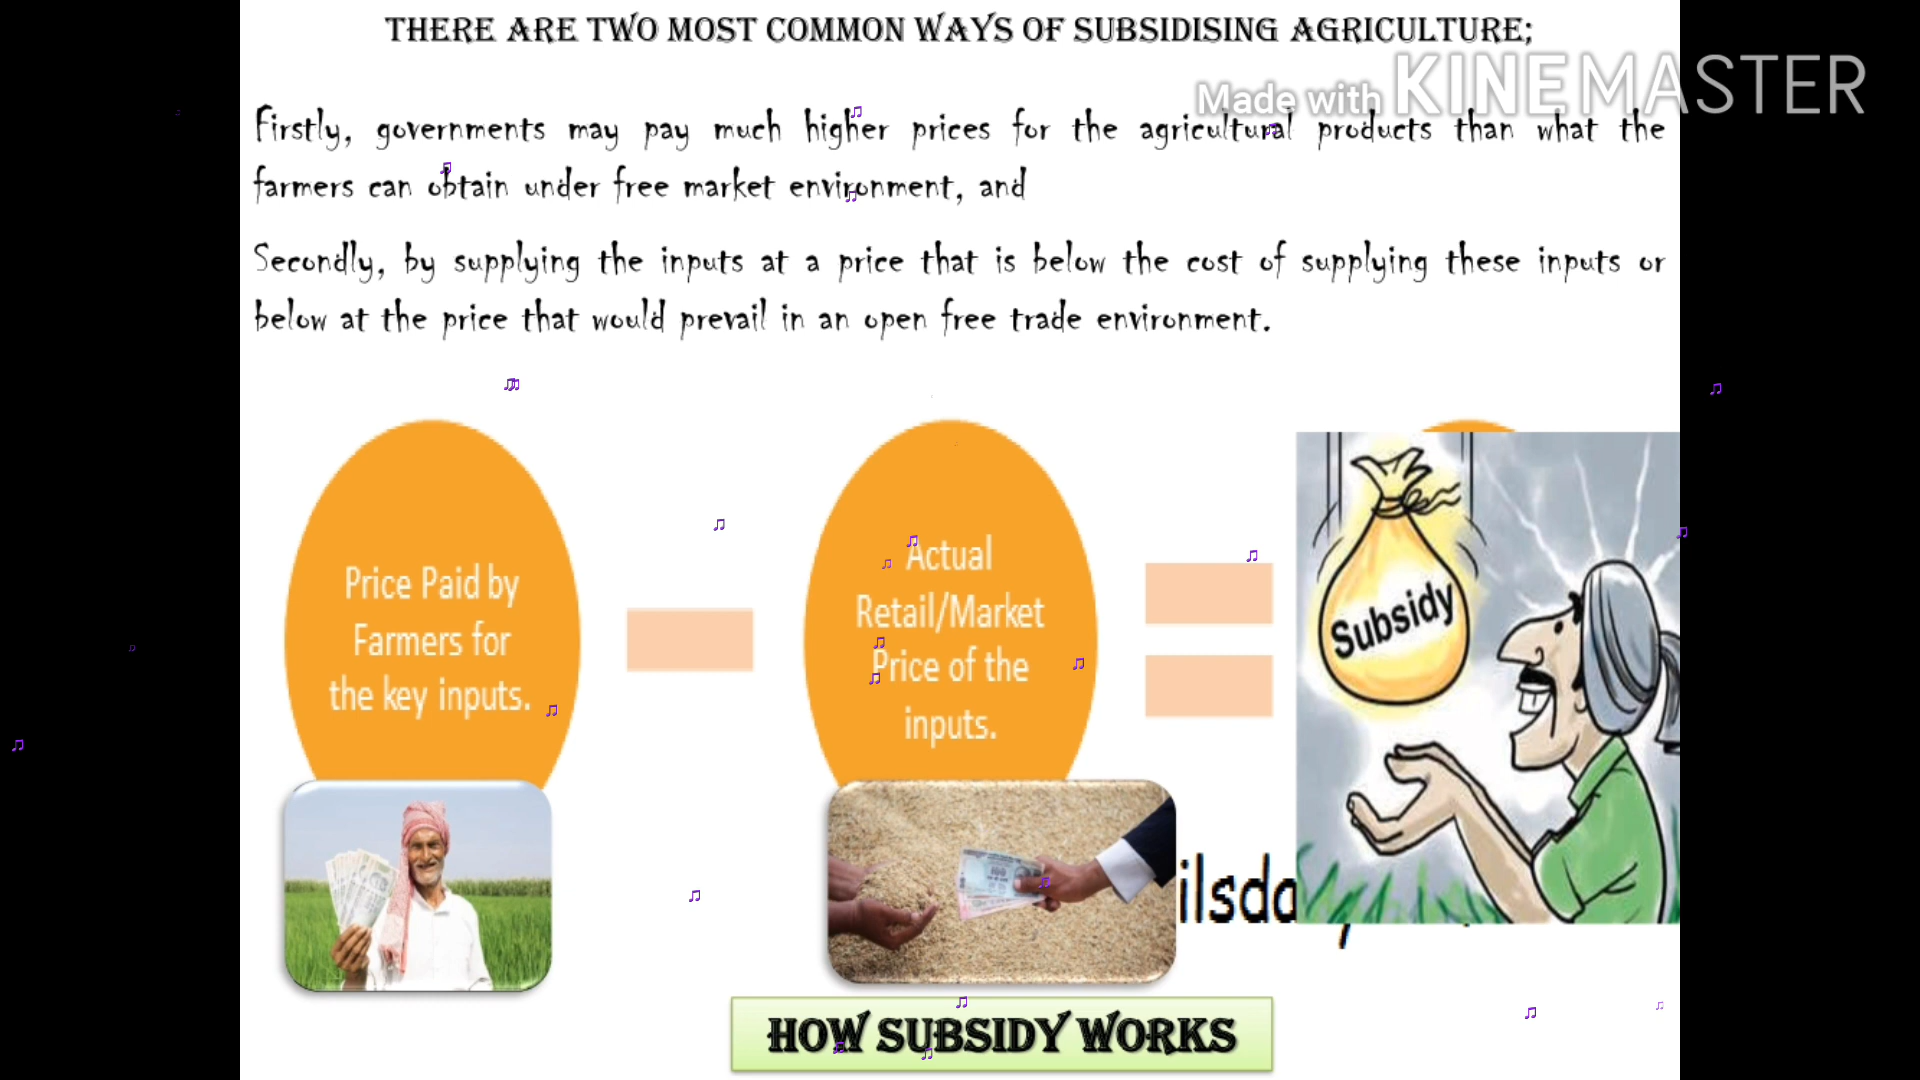 THERE ARE TWO MOST COMMON WAYS OF SUBSIDISING AGRICULTURE;
Made with KINEMASTER
Firstly, governments may pay much higher prices for the agricultural products than what the
farmers can obtain under free market environment, and
Secondly, by supplying the inputs at a price that is below the cost of supplying these inputs or
below at the price that would prevail in an open free trade environment.
Price Paid by
Farmers for
the key inputs.
Actual
Retail/Market
Price of the
inputs.
Subsidy
HOW SUBSIDY WORKS